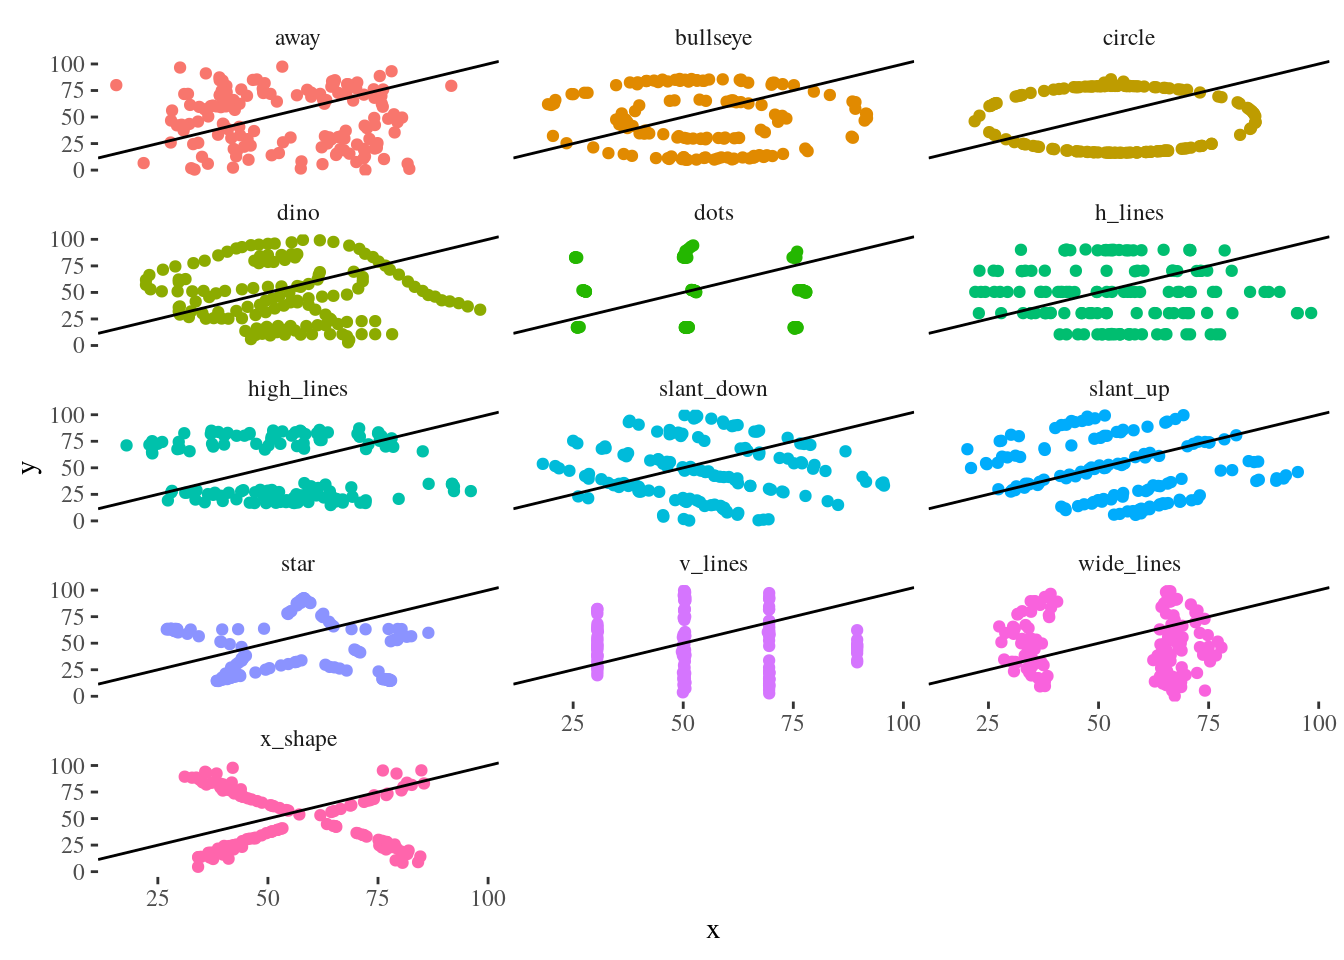 away bullseye circle
100
75
50
25
0
dino dots h_lines
100
75
50
25
0
high_lines slant_down slant_up
100
75
50
25
0
y
star v_lines wide_lines
100
75
50
25
0
25 50 75 100 25 50 75 100
x_shape
100
75
50
25
0
25 50 75 100
x